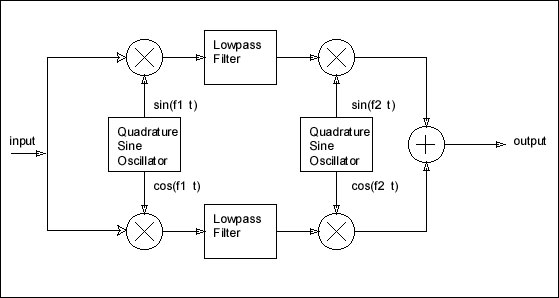 Lowpass
Filter
sin(f1 t)
sin(f2 t)
input
Quadrature
Sine
Oscillator
Quadrature
Sine
Oscillator
output
cos(f1 t)
cos(f2 t)
Lowpass
Filter